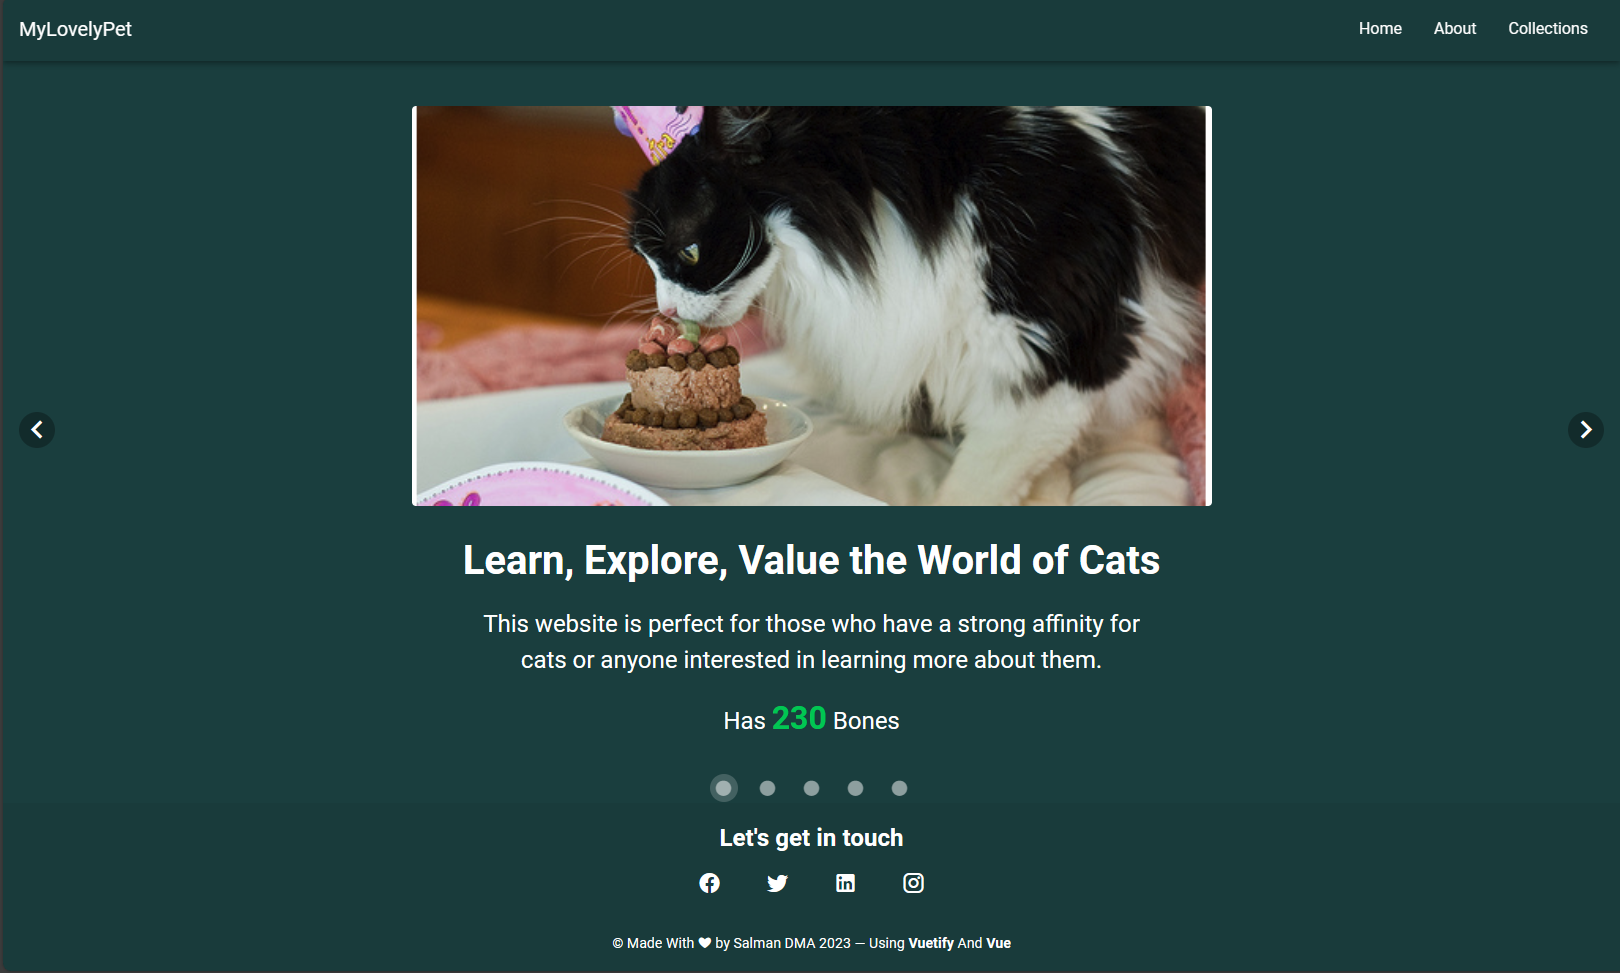 MyLovelyPet
Home About Collections
Learn, Explore, Value the World of Cats
This website is perfect for those who have a strong affinity for
cats or anyone interested in learning more about them.
Has 230 Bones
Let's get in touch
© Made With ♥ by Salman DMA 2023 — Using Vuetify And Vue